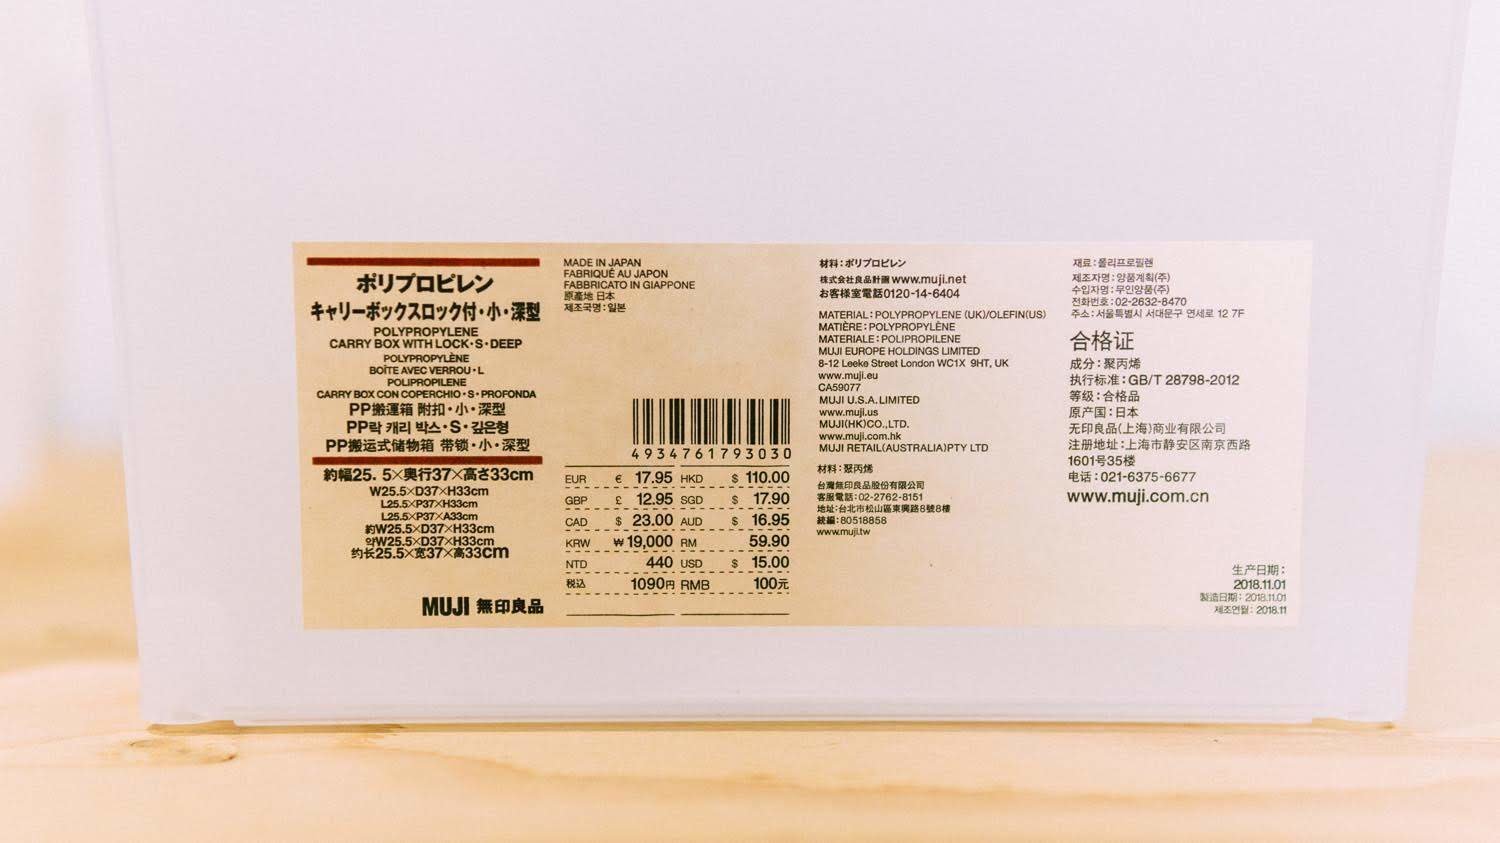 ポリプロピレン
キャリーボックスロック付・小・深型
POLYPROPYLENE
CARRY BOX WITH LOCK・S・DEEP
POLYPROPYLÈNE
BOÎTE AVEC VERROU・L
POLIPROPILENE
CARRY BOX CON COPERCHIO・S・PROFONDA
PP搬運箱 附扣・小・深型
PP락 캐리 박스・S・깊은형
PP搬运式储物箱 带锁・小・深型
約幅25.5×奥行37×高さ33cm
W25.5×D37×H33cm
L25.5×P37×H33cm
L25.5×P37×A33cm
約W25.5×D37×H33cm
약W25.5×D37×H33cm
约长25.5×宽37×高33cm
MUJI 無印良品
MADE IN JAPAN
FABRIQUÉ AU JAPON
FABBRICATO IN GIAPPONE
原產地 日本
제조국명:일본
4934761793030
EUR € 17.95 HKD $ 110.00
GBP £ 12.95 SGD $ 17.90
CAD $ 23.00 AUD $ 16.95
KRW ₩19,000 RM 59.90
NTD 440 USD $ 15.00
税込 1090円 RMB 100元
材料:ポリプロピレン
株式会社良品計画 www.muji.net
お客様室電話0120-14-6404
MATERIAL:POLYPROPYLENE (UK)/OLEFIN(US)
MATIÈRE:POLYPROPYLÈNE
MATERIALE:POLIPROPILENE
MUJI EUROPE HOLDINGS LIMITED
8-12 Leeke Street London WC1X 9HT, UK
www.muji.eu
CA59077
MUJI U.S.A. LIMITED
www.muji.us
MUJI(HK)CO.,LTD.
www.muji.com.hk
MUJI RETAIL(AUSTRALIA)PTY LTD
材料:聚丙烯
台灣無印良品股份有限公司
客服電話:02-2762-8151
地址:台北市松山區東興路8號8樓
統編:80518858
www.muji.tw
재료:폴리프로필렌
제조자명:양품계획(주)
수입자명:무인양품(주)
전화번호:02-2632-8470
주소:서울특별시 서대문구 연세로 12 7F
合格证
成分:聚丙烯
执行标准:GB/T 28798-2012
等级:合格品
原产国:日本
无印良品(上海)商业有限公司
注册地址:上海市静安区南京西路
1601号35楼
电话:021-6375-6677
www.muji.com.cn
生产日期:
2018.11.01
製造日期:2018.11.01
제조연월:2018.11